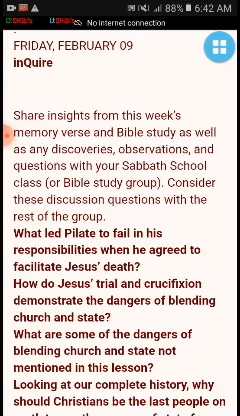 0:0KB/s U:0KB/s 88% 6:42 AM
No internet connection
FRIDAY, FEBRUARY 09
inQuire
Share insights from this week's
memory verse and Bible study as well
as any discoveries, observations, and
questions with your Sabbath School
class (or Bible study group). Consider
these discussion questions with the
rest of the group.
What led Pilate to fail in his
responsibilities when he agreed to
facilitate Jesus’ death?
How do Jesus’ trial and crucifixion
demonstrate the dangers of blending
church and state?
What are some of the dangers of
blending church and state not
mentioned in this lesson?
Looking at our complete history, why
should Christians be the last people on